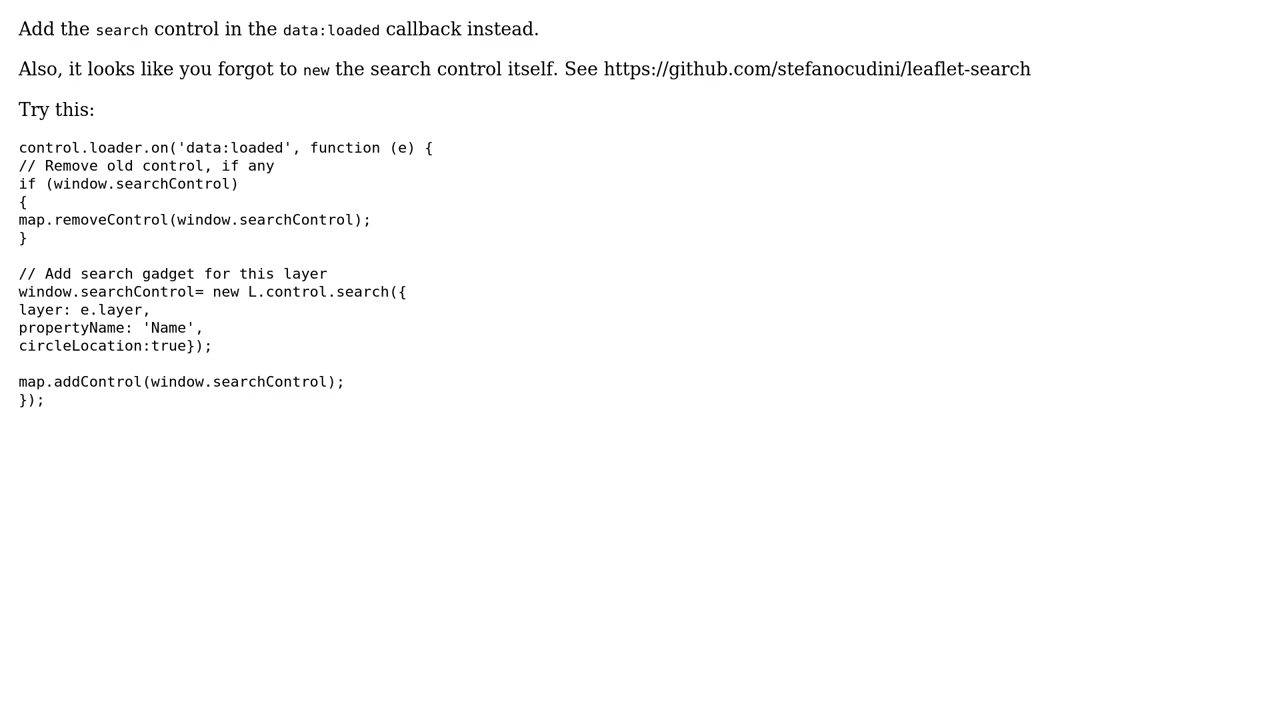 Add the search control in the data:loaded callback instead.
Also, it looks like you forgot to new the search control itself. See https://github.com/stefanocudini/leaflet-search
Try this:
control.loader.on('data:loaded', function (e) {
// Remove old control, if any
if (window.searchControl)
{
map.removeControl(window.searchControl);
}
// Add search gadget for this layer
window.searchControl= new L.control.search({
layer: e.layer,
propertyName: 'Name',
circleLocation:true});
map.addControl(window.searchControl);
});